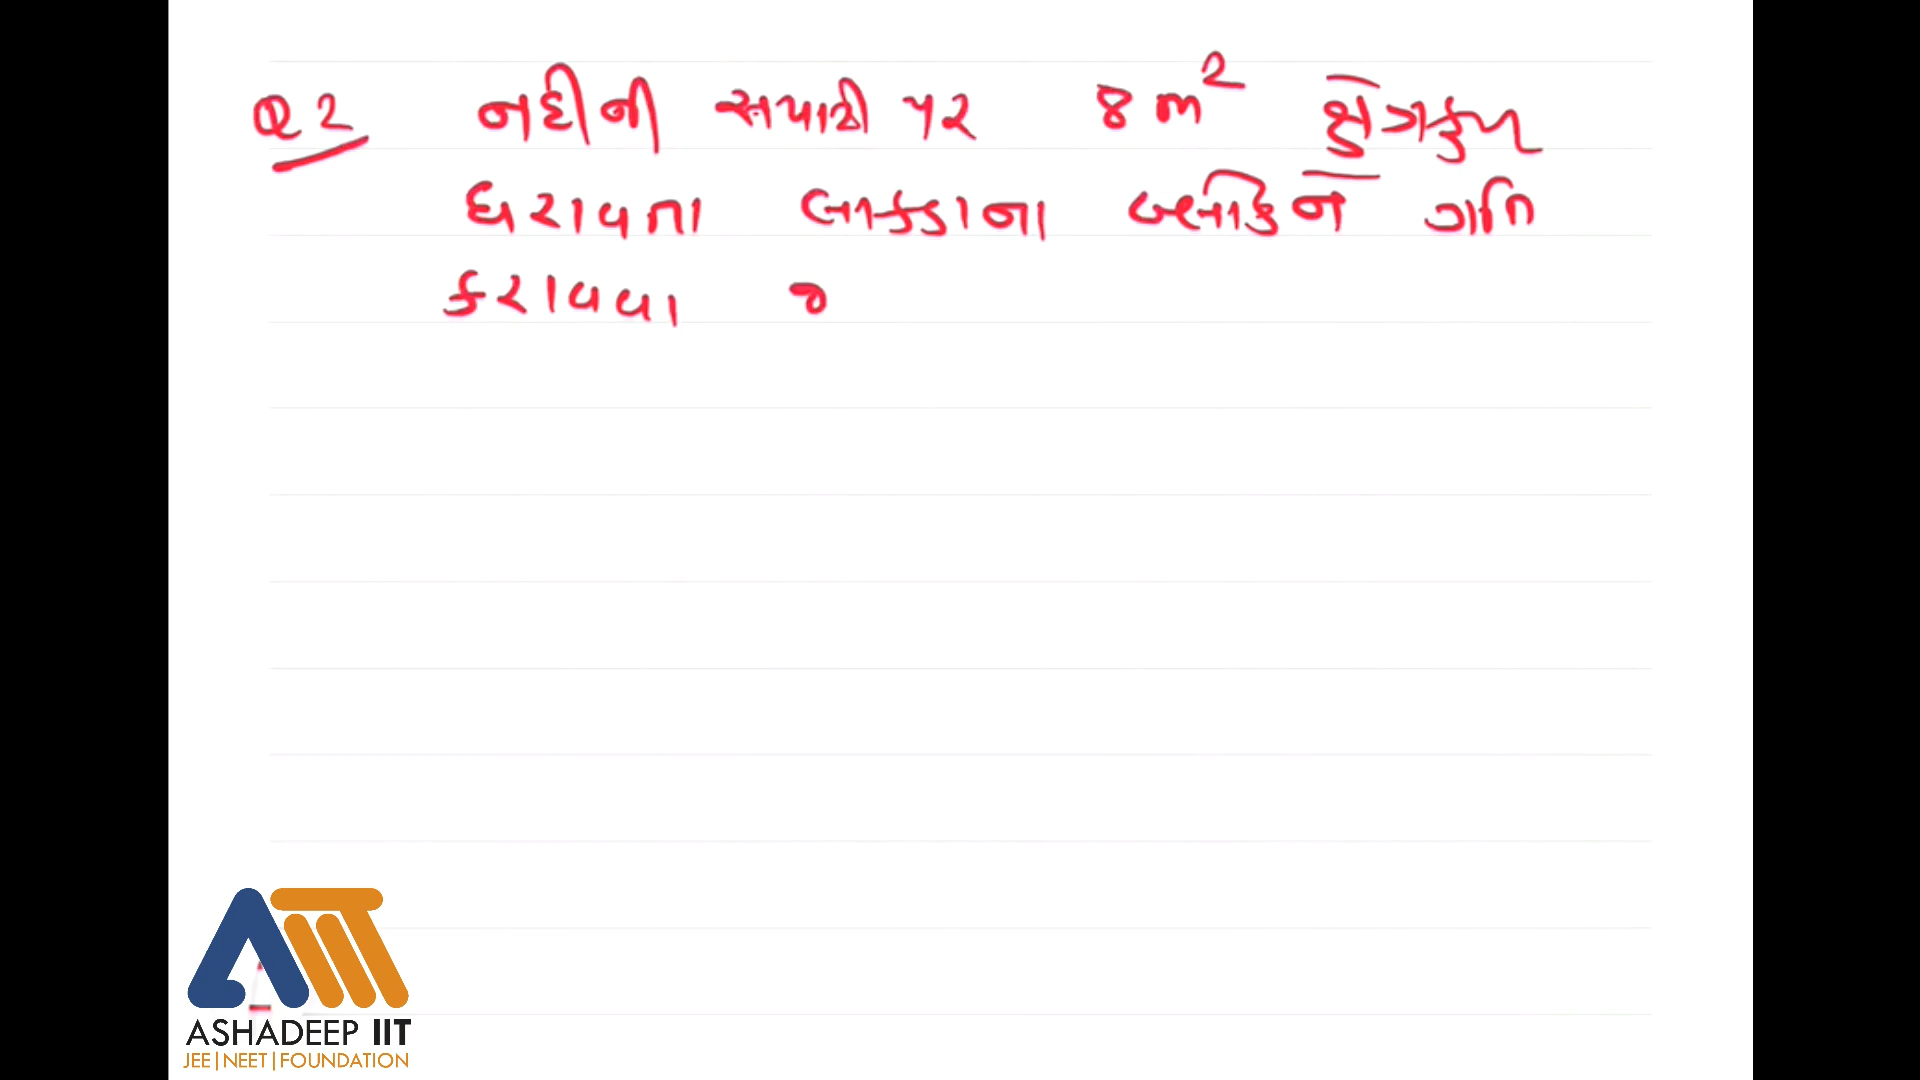 Q2 નદીની સપાટી પર 8 m² ક્ષેત્રફળ
ધરાવતા લાકડાના બ્લોકને ગતિ
કરાવવા જ
ASHADEEP IIT
JEE|NEET|FOUNDATION